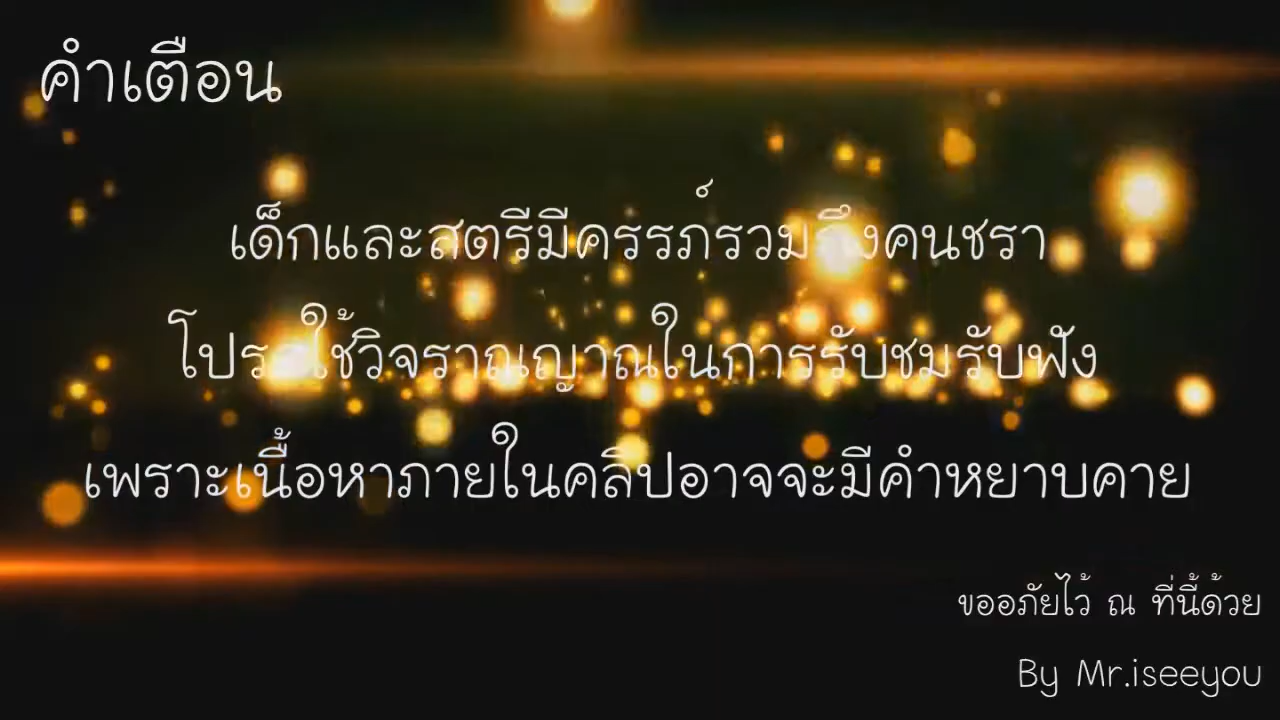 คำเตือน
เด็กและสตรีมีครรภ์รวมถึงคนชรา
โปรดใช้วิจราณญาณในการรับชมรับฟัง
เพราะเนื้อหาภายในคลิปอาจจะมีคำหยาบคาย
ขออภัยไว้ ณ ที่นี้ด้วย
By Mr.iseeyou